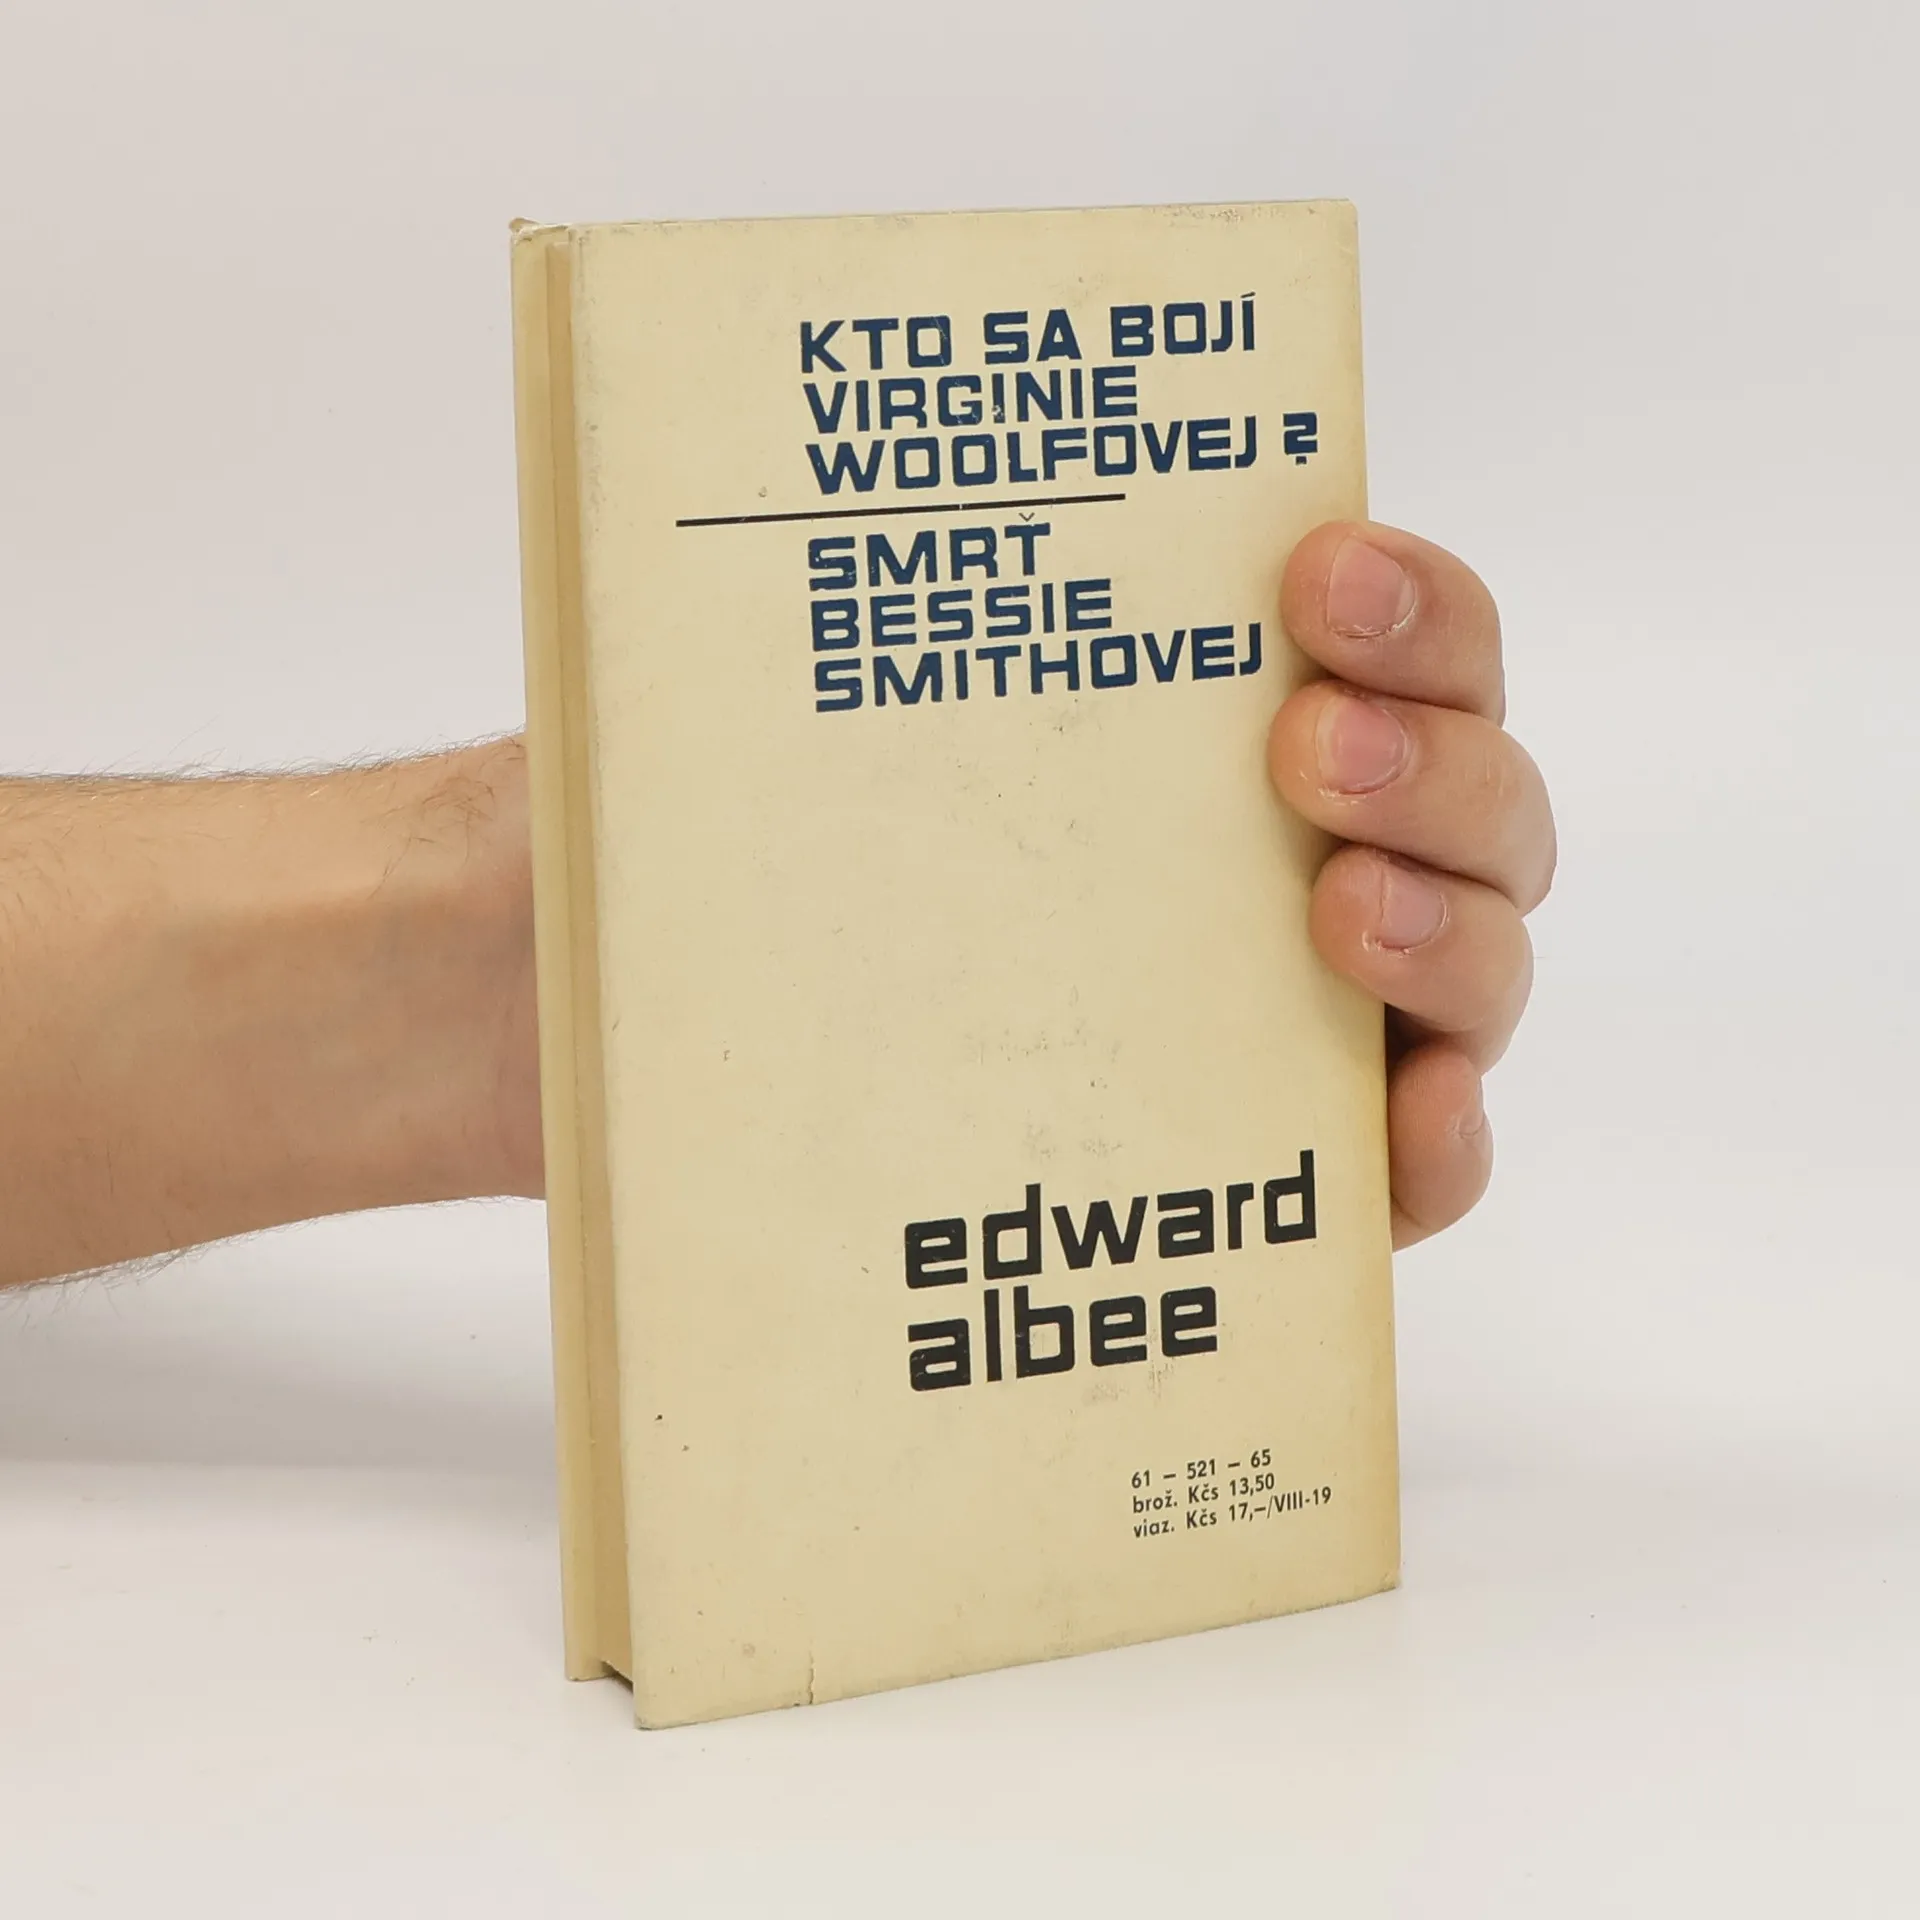 KTO SA BOJÍ
VIRGINIE
WOOLFOVEJ ?
SMRŤ
BESSIE
SMITHOVEJ
edward
albee
61 – 521 – 65
brož. Kčs 13,50
viaz. Kčs 17,–/VIII-19